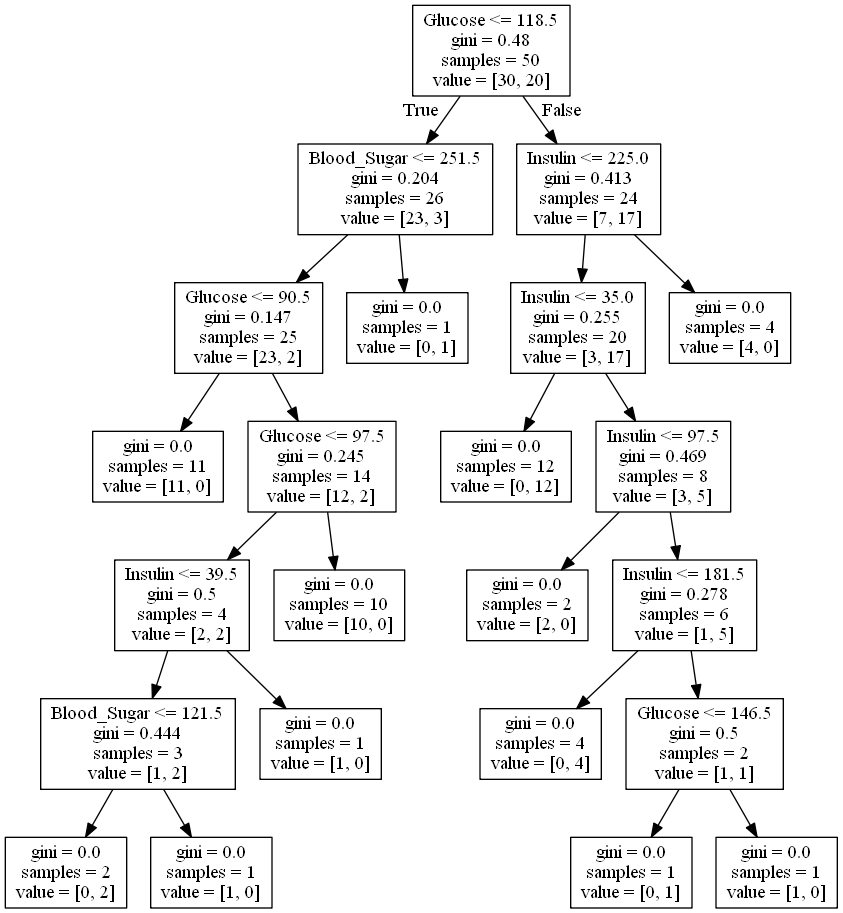 Glucose <= 118.5
gini = 0.48
samples = 50
value = [30, 20]
True
False
Blood_Sugar <= 251.5
gini = 0.204
samples = 26
value = [23, 3]
Insulin <= 225.0
gini = 0.413
samples = 24
value = [7, 17]
Glucose <= 90.5
gini = 0.147
samples = 25
value = [23, 2]
gini = 0.0
samples = 1
value = [0, 1]
Insulin <= 35.0
gini = 0.255
samples = 20
value = [3, 17]
gini = 0.0
samples = 4
value = [4, 0]
gini = 0.0
samples = 11
value = [11, 0]
Glucose <= 97.5
gini = 0.245
samples = 14
value = [12, 2]
gini = 0.0
samples = 12
value = [0, 12]
Insulin <= 97.5
gini = 0.469
samples = 8
value = [3, 5]
Insulin <= 39.5
gini = 0.5
samples = 4
value = [2, 2]
gini = 0.0
samples = 10
value = [10, 0]
gini = 0.0
samples = 2
value = [2, 0]
Insulin <= 181.5
gini = 0.278
samples = 6
value = [1, 5]
Blood_Sugar <= 121.5
gini = 0.444
samples = 3
value = [1, 2]
gini = 0.0
samples = 1
value = [1, 0]
gini = 0.0
samples = 4
value = [0, 4]
Glucose <= 146.5
gini = 0.5
samples = 2
value = [1, 1]
gini = 0.0
samples = 2
value = [0, 2]
gini = 0.0
samples = 1
value = [1, 0]
gini = 0.0
samples = 1
value = [0, 1]
gini = 0.0
samples = 1
value = [1, 0]